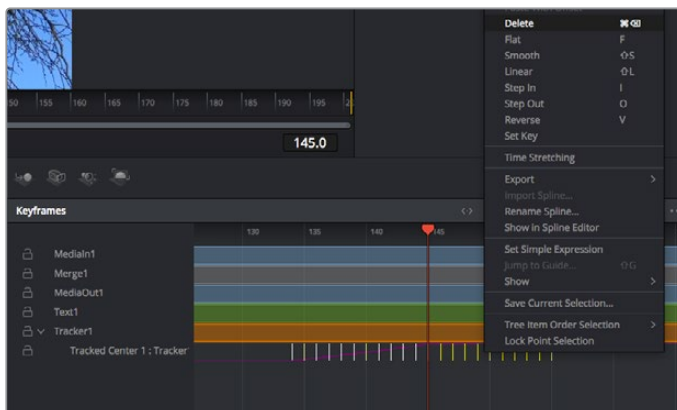 Delete ⌘⌫
Flat F
Smooth ⇧S
Linear ⇧L
Step In I
Step Out O
Reverse V
Set Key
Time Stretching
Export
Import Spline...
Rename Spline...
Show in Spline Editor
Set Simple Expression
Jump to Guide... ⇧G
Show
Save Current Selection...
Tree Item Order Selection
Lock Point Selection
50 155 160 165 170 175 180 185 190 195
145.0
Keyframes
130 135 140 145
MediaIn1
Merge1
MediaOut1
Text1
Tracker1
Tracked Center 1 : Tracker